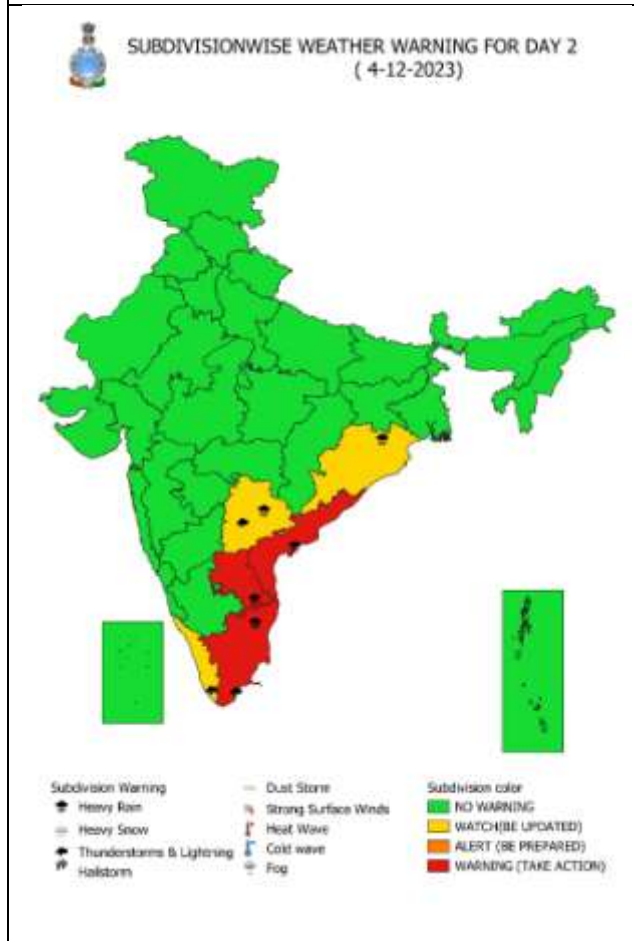 SUBDIVISIONWISE WEATHER WARNING FOR DAY 2
( 4-12-2023)
Subdivision Warning
Heavy Rain
Heavy Snow
Thunderstorms & Lightning
Hailstorm
Dust Storm
Strong Surface Winds
Heat Wave
Cold wave
Fog
Subdivision color
NO WARNING
WATCH(BE UPDATED)
ALERT (BE PREPARED)
WARNING (TAKE ACTION)